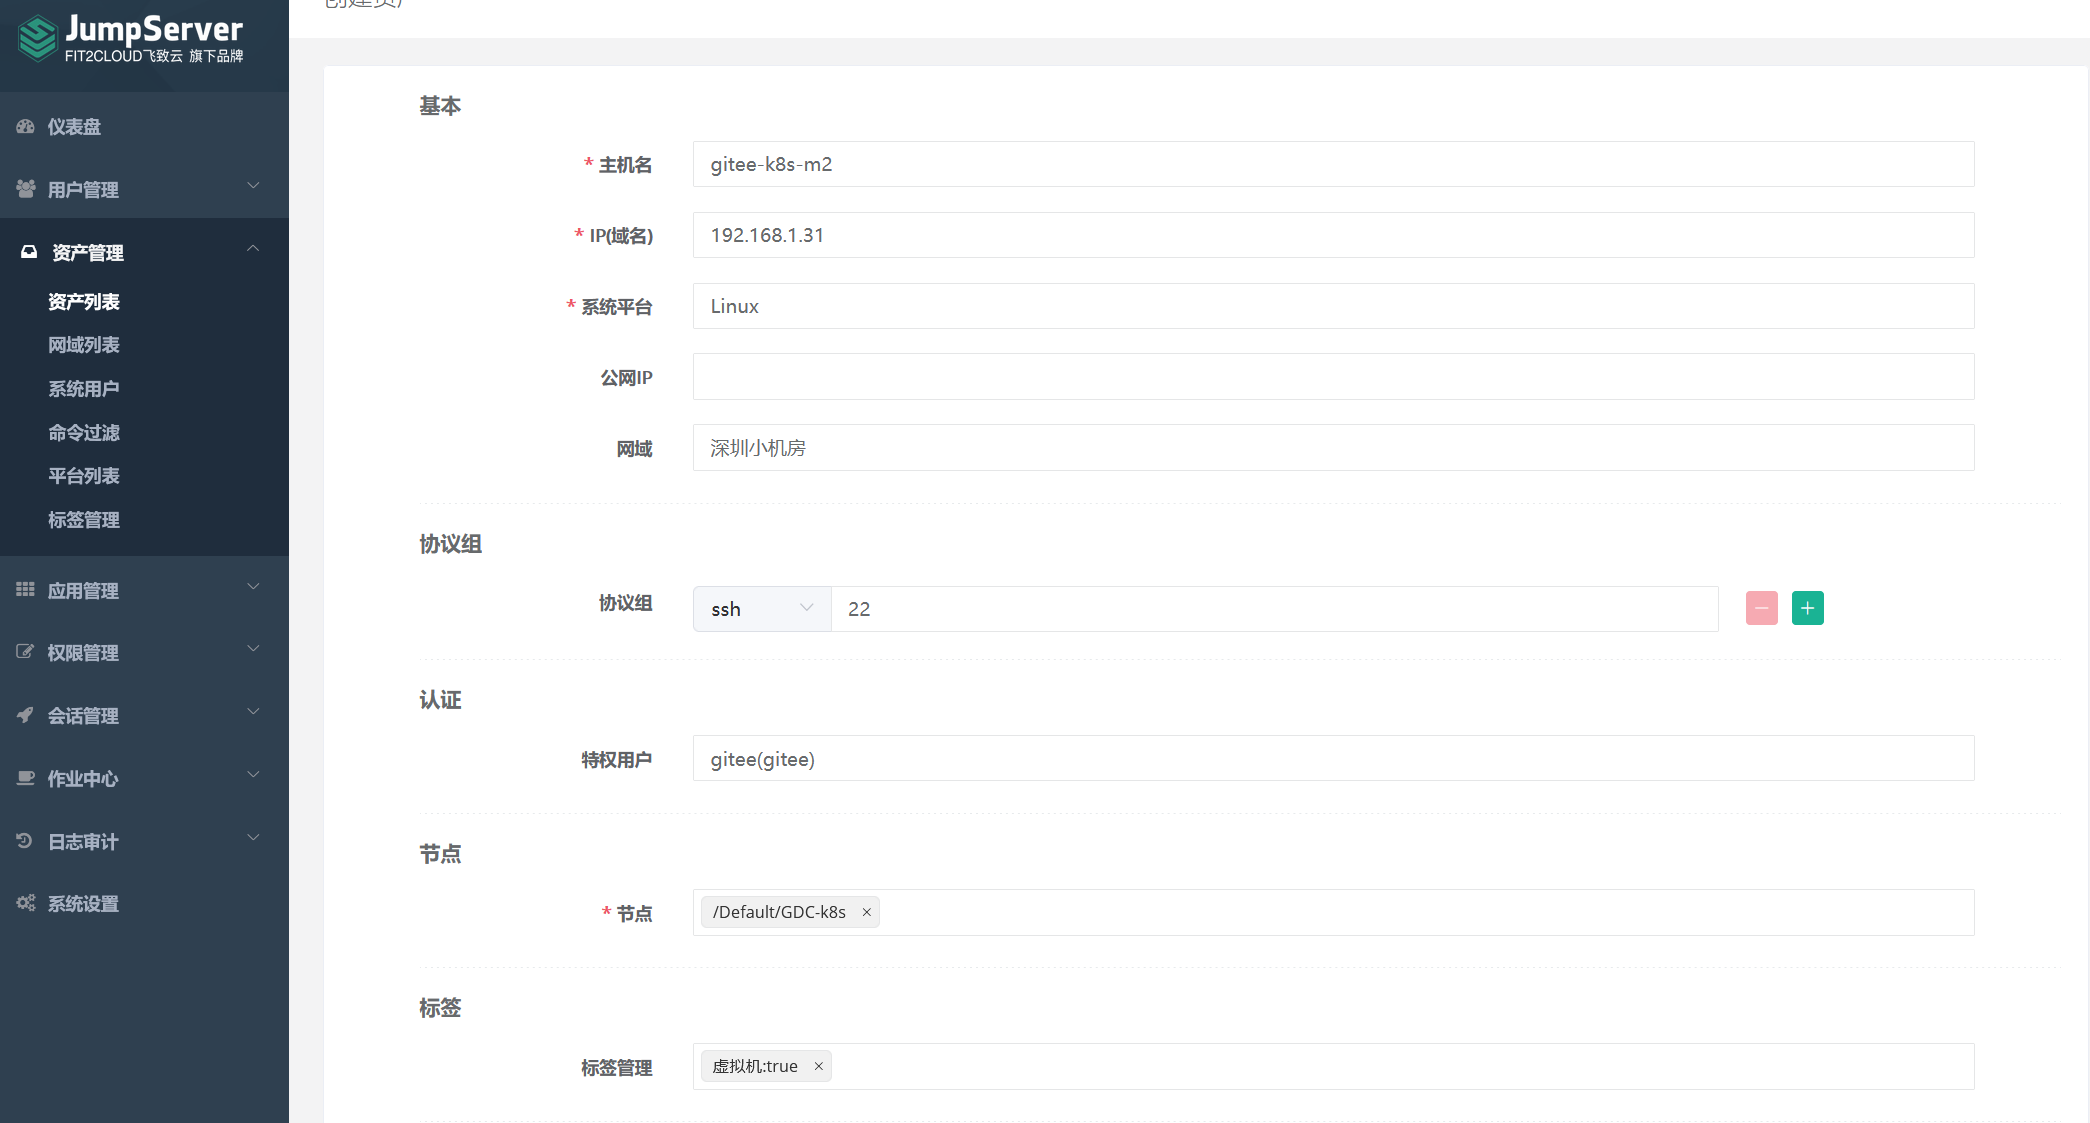 JumpServer
FIT2CLOUD飞致云 旗下品牌
仪表盘
用户管理
资产管理
资产列表
网域列表
系统用户
命令过滤
平台列表
标签管理
应用管理
权限管理
会话管理
作业中心
日志审计
系统设置
创建资产
基本
* 主机名
gitee-k8s-m2
* IP(域名)
192.168.1.31
* 系统平台
Linux
公网IP
网域
深圳小机房
协议组
协议组
ssh
22
认证
特权用户
gitee(gitee)
节点
* 节点
/Default/GDC-k8s ×
标签
标签管理
虚拟机:true ×